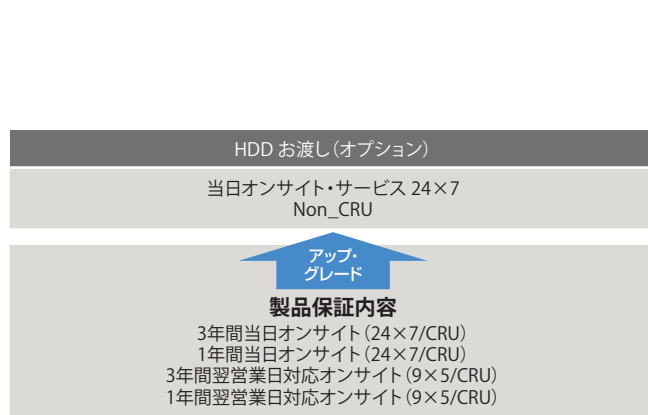 HDD お渡し（オプション）
当日オンサイト・サービス 24×7
Non_CRU
アップ・
グレード
製品保証内容
3年間当日オンサイト（24×7/CRU）
1年間当日オンサイト（24×7/CRU）
3年間翌営業日対応オンサイト（9×5/CRU）
1年間翌営業日対応オンサイト（9×5/CRU）